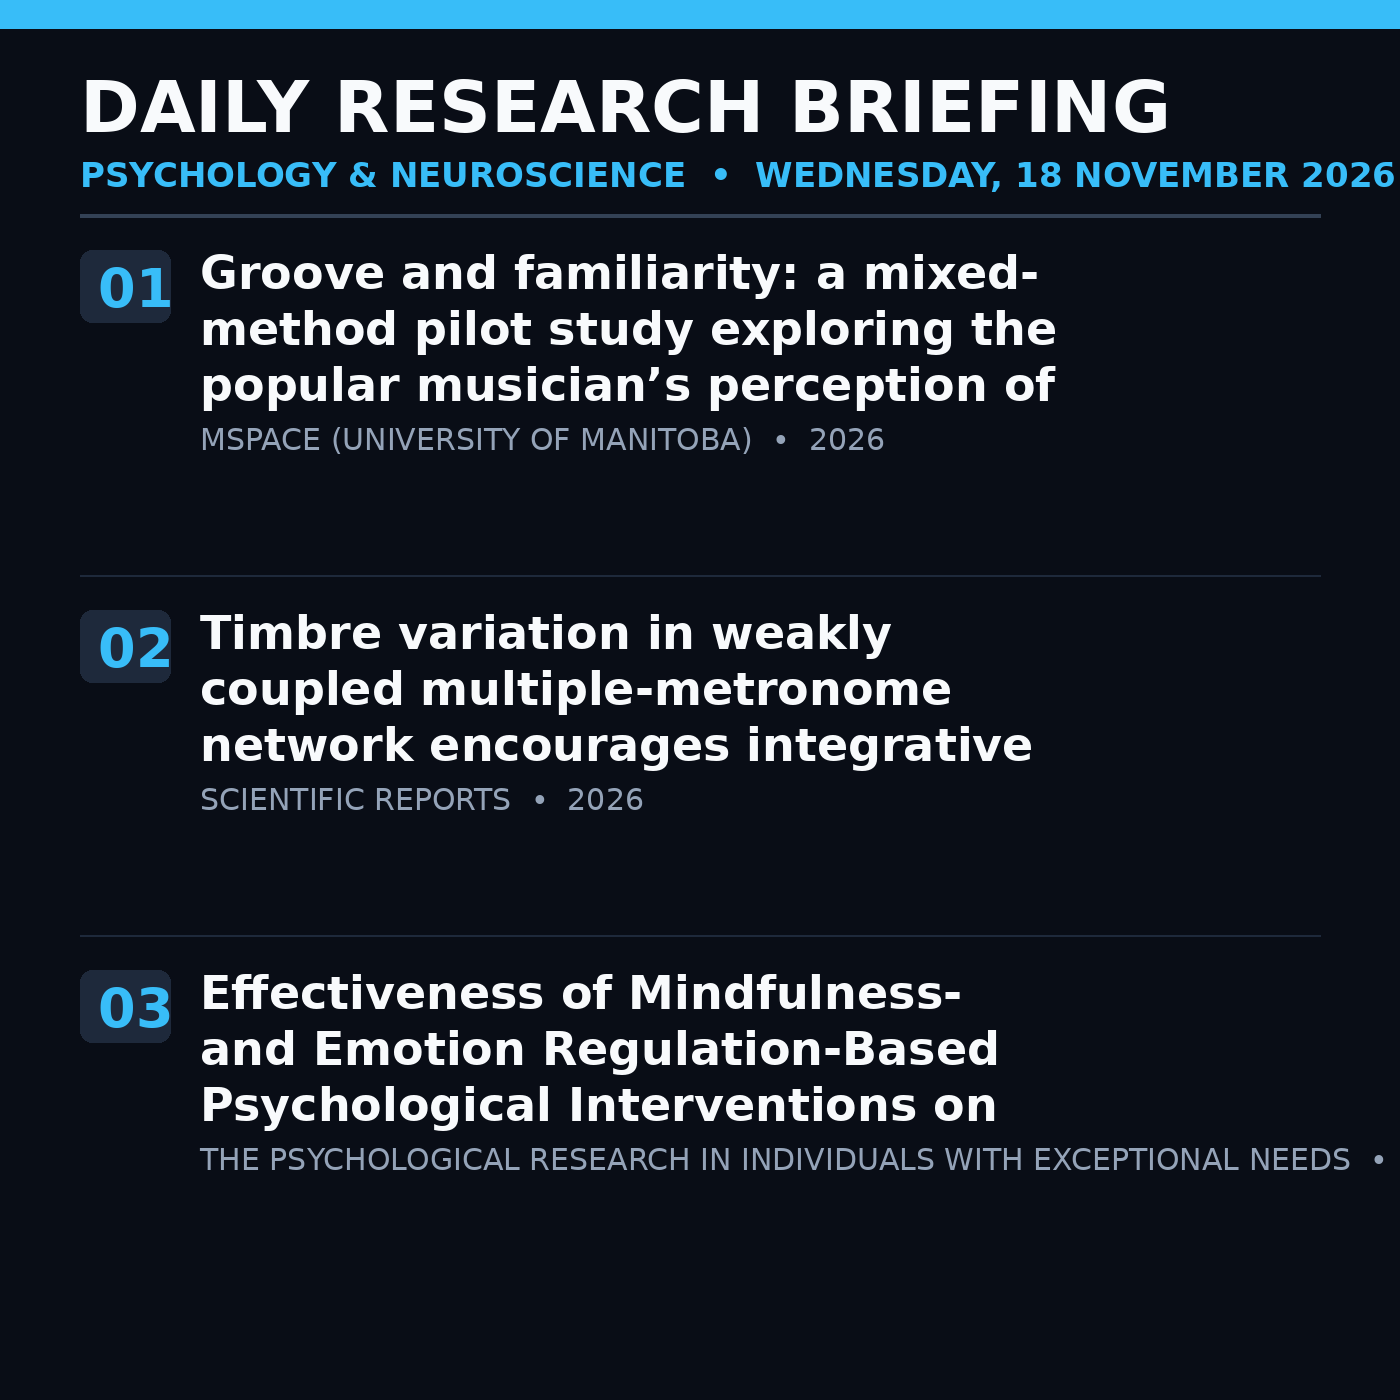 DAILY RESEARCH BRIEFING
PSYCHOLOGY & NEUROSCIENCE • WEDNESDAY, 18 NOVEMBER 2026
01
Groove and familiarity: a mixed-
method pilot study exploring the
popular musician’s perception of
MSPACE (UNIVERSITY OF MANITOBA) • 2026
02
Timbre variation in weakly
coupled multiple-metronome
network encourages integrative
SCIENTIFIC REPORTS • 2026
03
Effectiveness of Mindfulness-
and Emotion Regulation-Based
Psychological Interventions on
THE PSYCHOLOGICAL RESEARCH IN INDIVIDUALS WITH EXCEPTIONAL NEEDS •